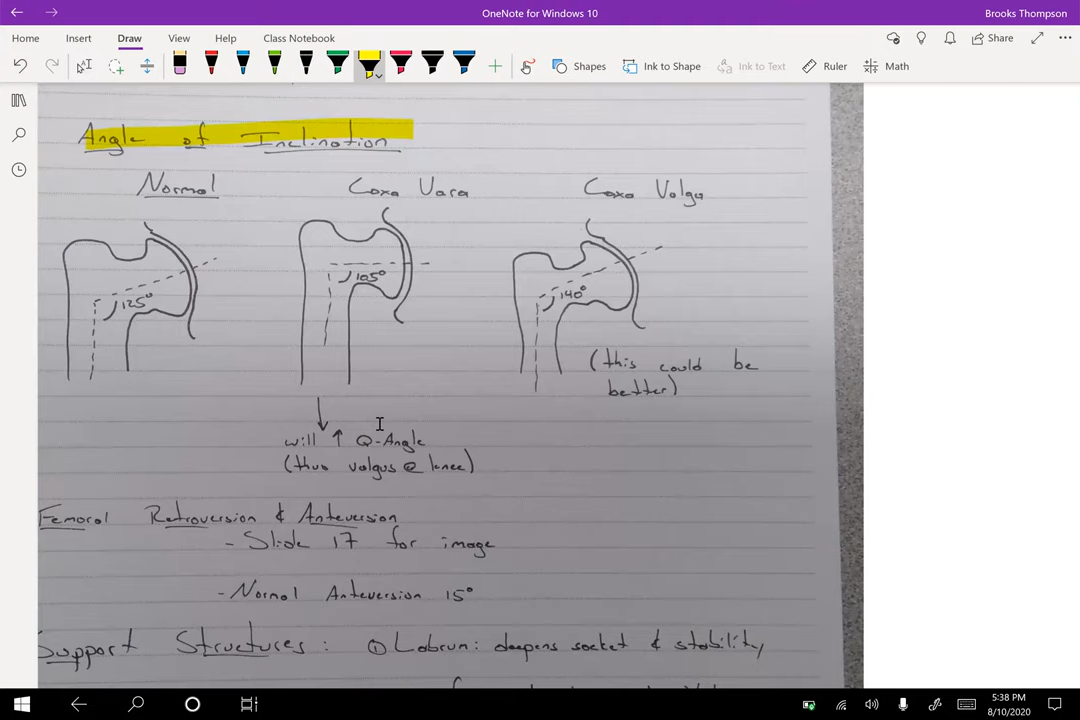 OneNote for Windows 10
Brooks Thompson
Home Insert Draw View Help Class Notebook
Share
Shapes Ink to Shape Ink to Text Ruler Math
Angle of Inclination
Normal Coxa Vara Coxa Valga
125° 105° 140°
(this could be
better)
will ↑ Q-Angle
(thus valgus @ knee)
Femoral Retroversion & Anteversion
- Slide 17 for image
- Normal Anteversion 15°
Support Structures: ① Labrum: deepens socket & stability
5:38 PM
8/10/2020